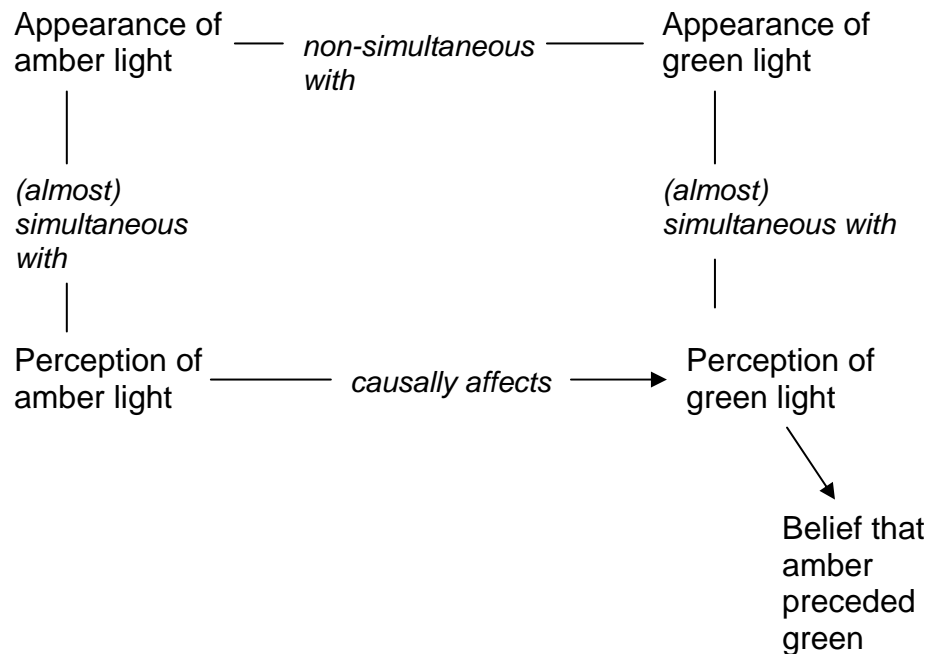 Appearance of
amber light
non-simultaneous
with
Appearance of
green light
(almost)
simultaneous
with
(almost)
simultaneous with
Perception of
amber light
causally affects
Perception of
green light
Belief that
amber
preceded
green